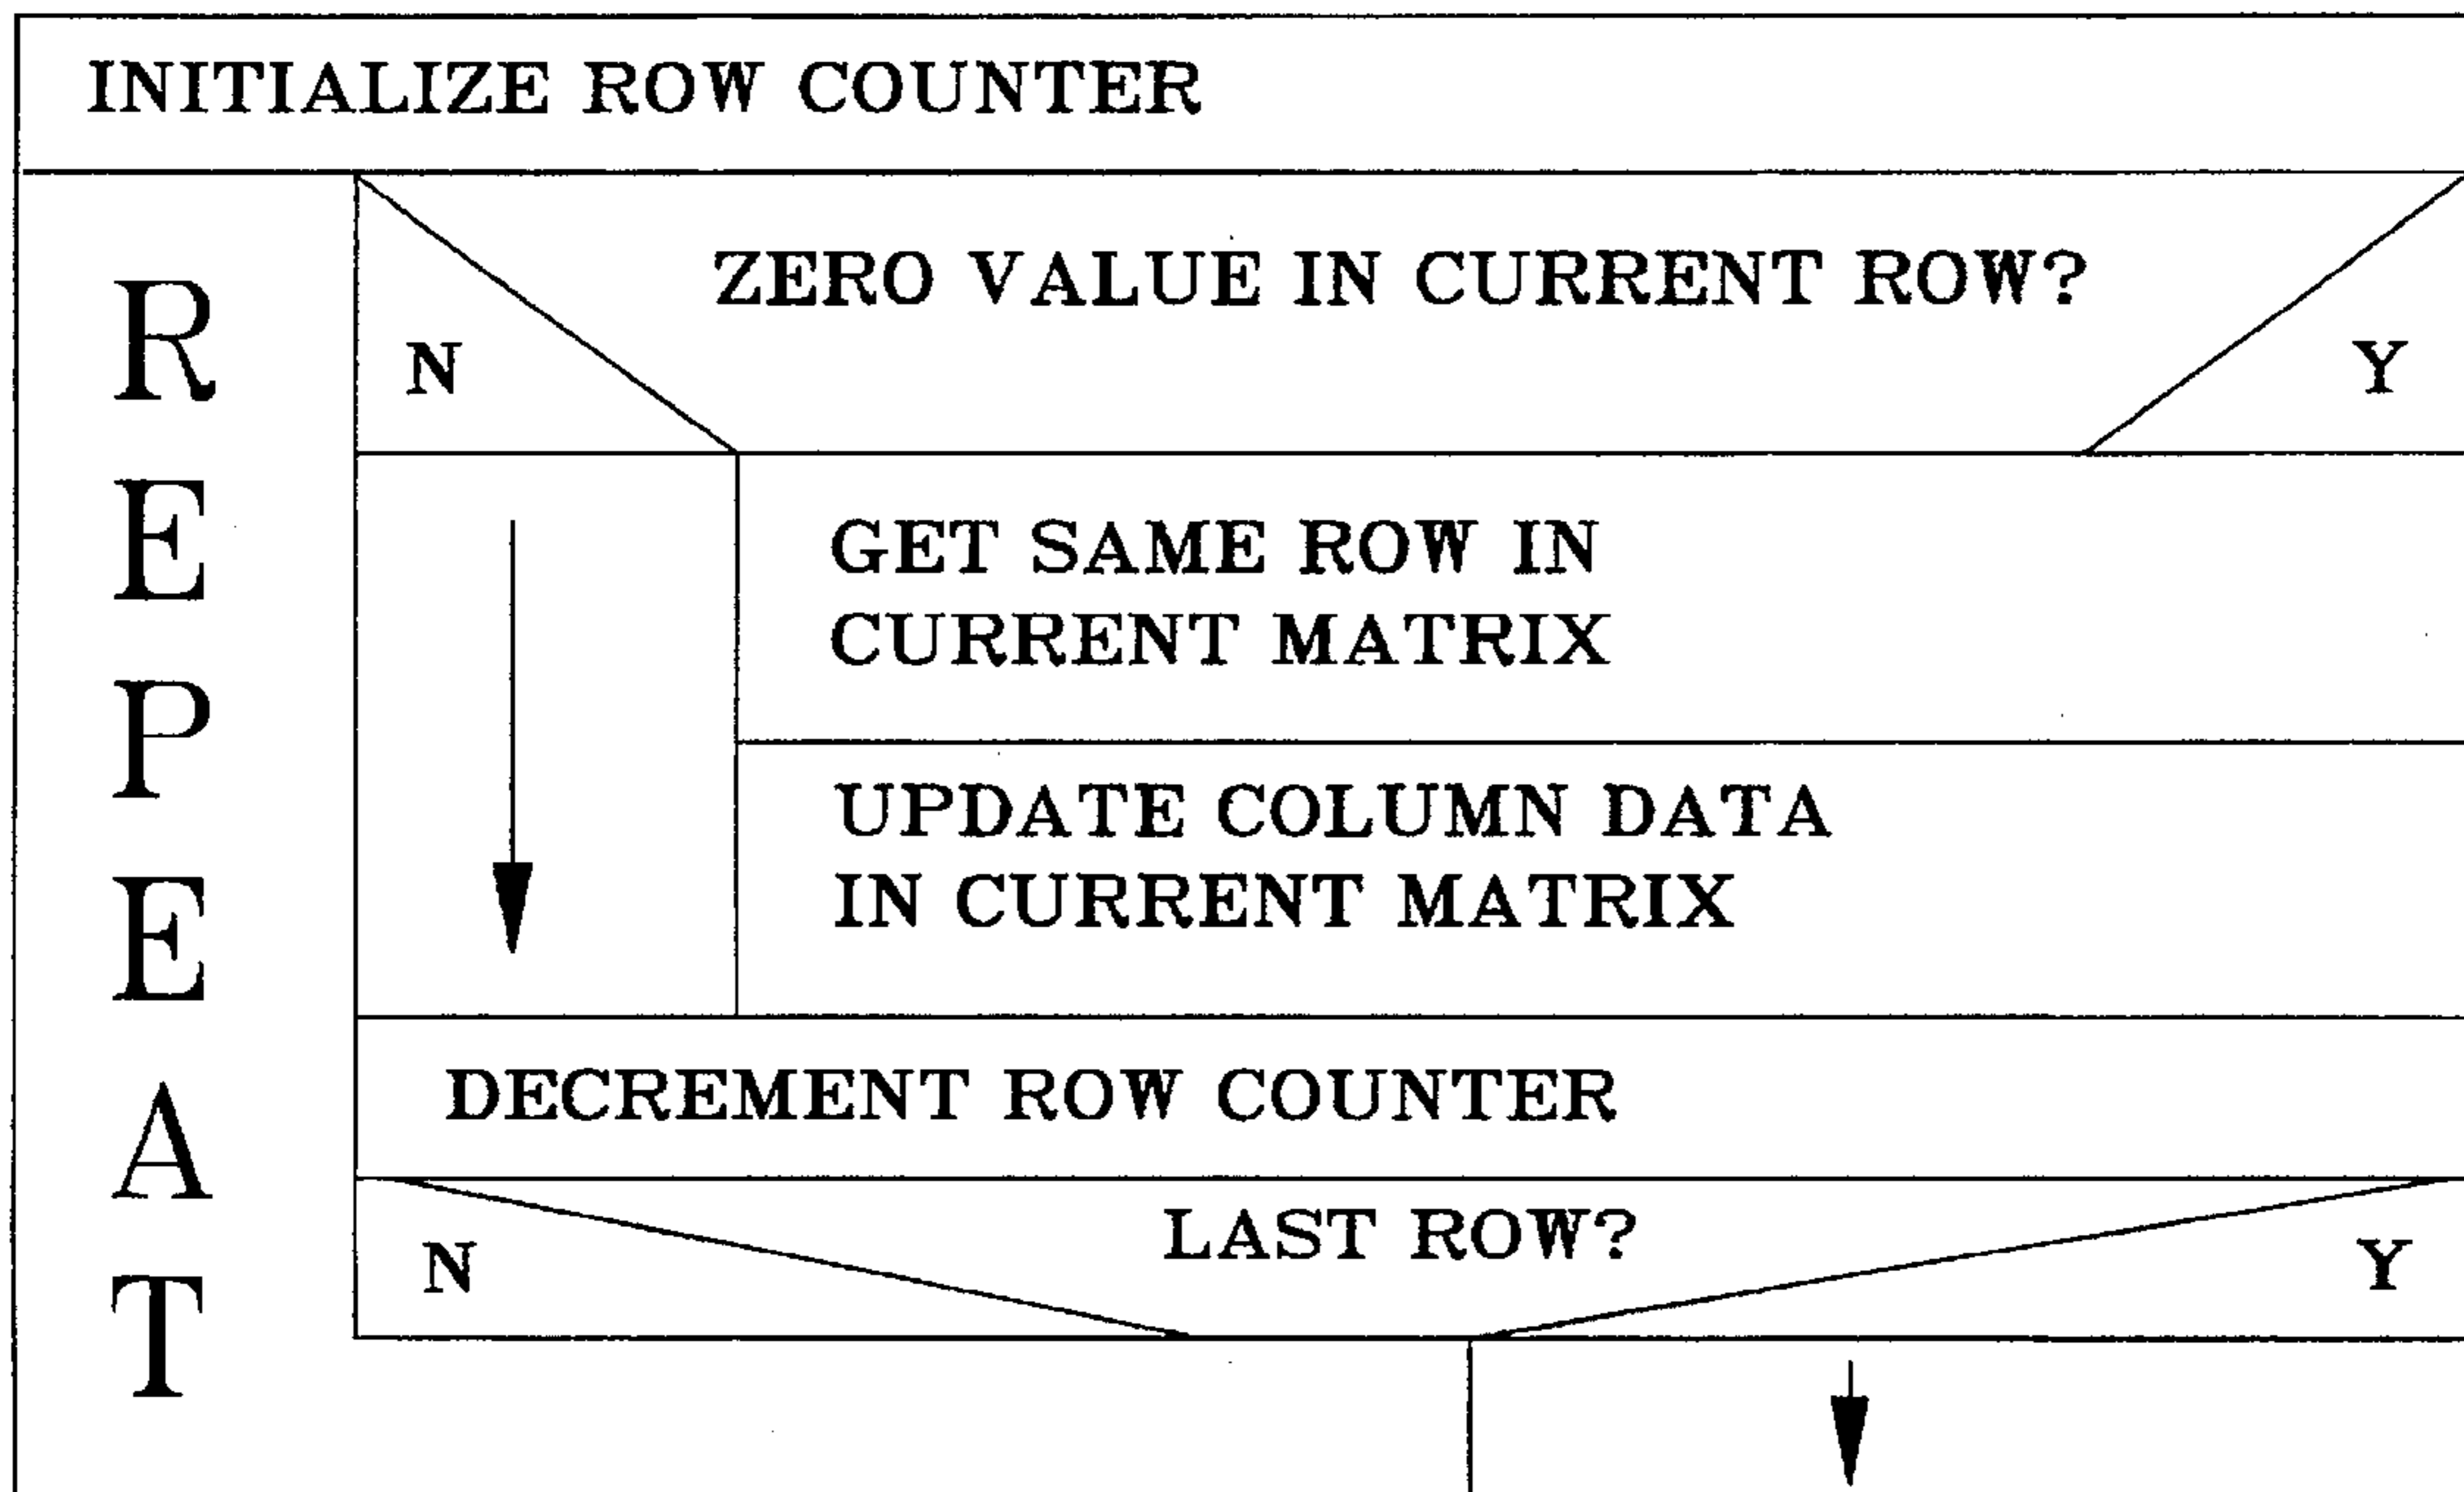 INITIALIZE ROW COUNTER
REPEAT
ZERO VALUE IN CURRENT ROW?
N
Y
GET SAME ROW IN
CURRENT MATRIX
UPDATE COLUMN DATA
IN CURRENT MATRIX
DECREMENT ROW COUNTER
LAST ROW?
N
Y